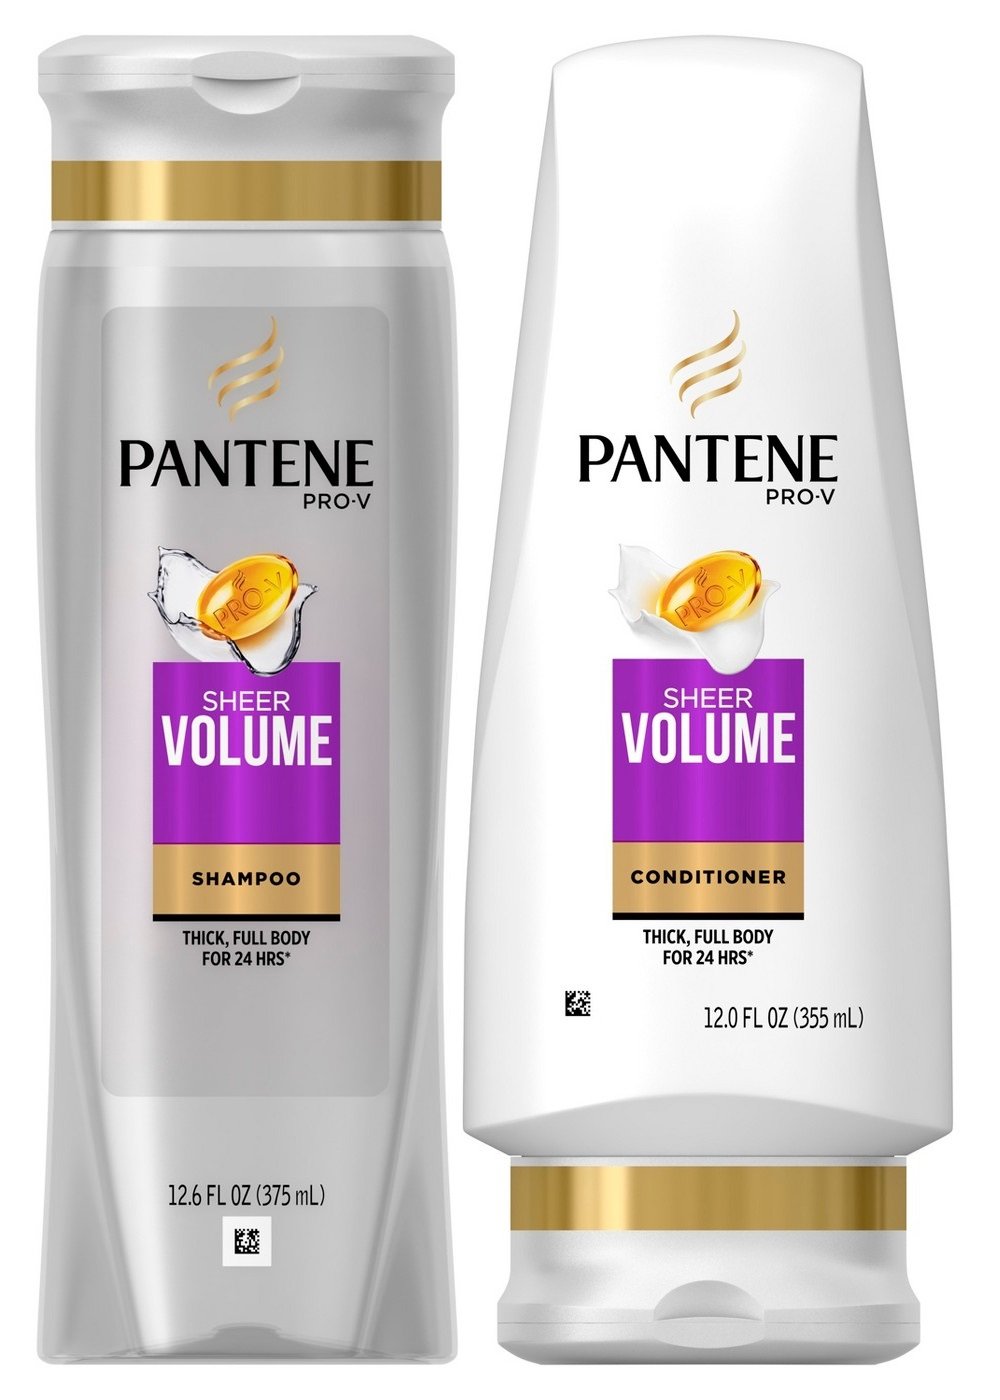 PANTENE
PRO-V
PRO-V
SHEER
VOLUME
SHAMPOO
THICK, FULL BODY
FOR 24 HRS*
12.6 FL OZ (375 mL)
PANTENE
PRO-V
PRO-V
SHEER
VOLUME
CONDITIONER
THICK, FULL BODY
FOR 24 HRS*
12.0 FL OZ (355 mL)